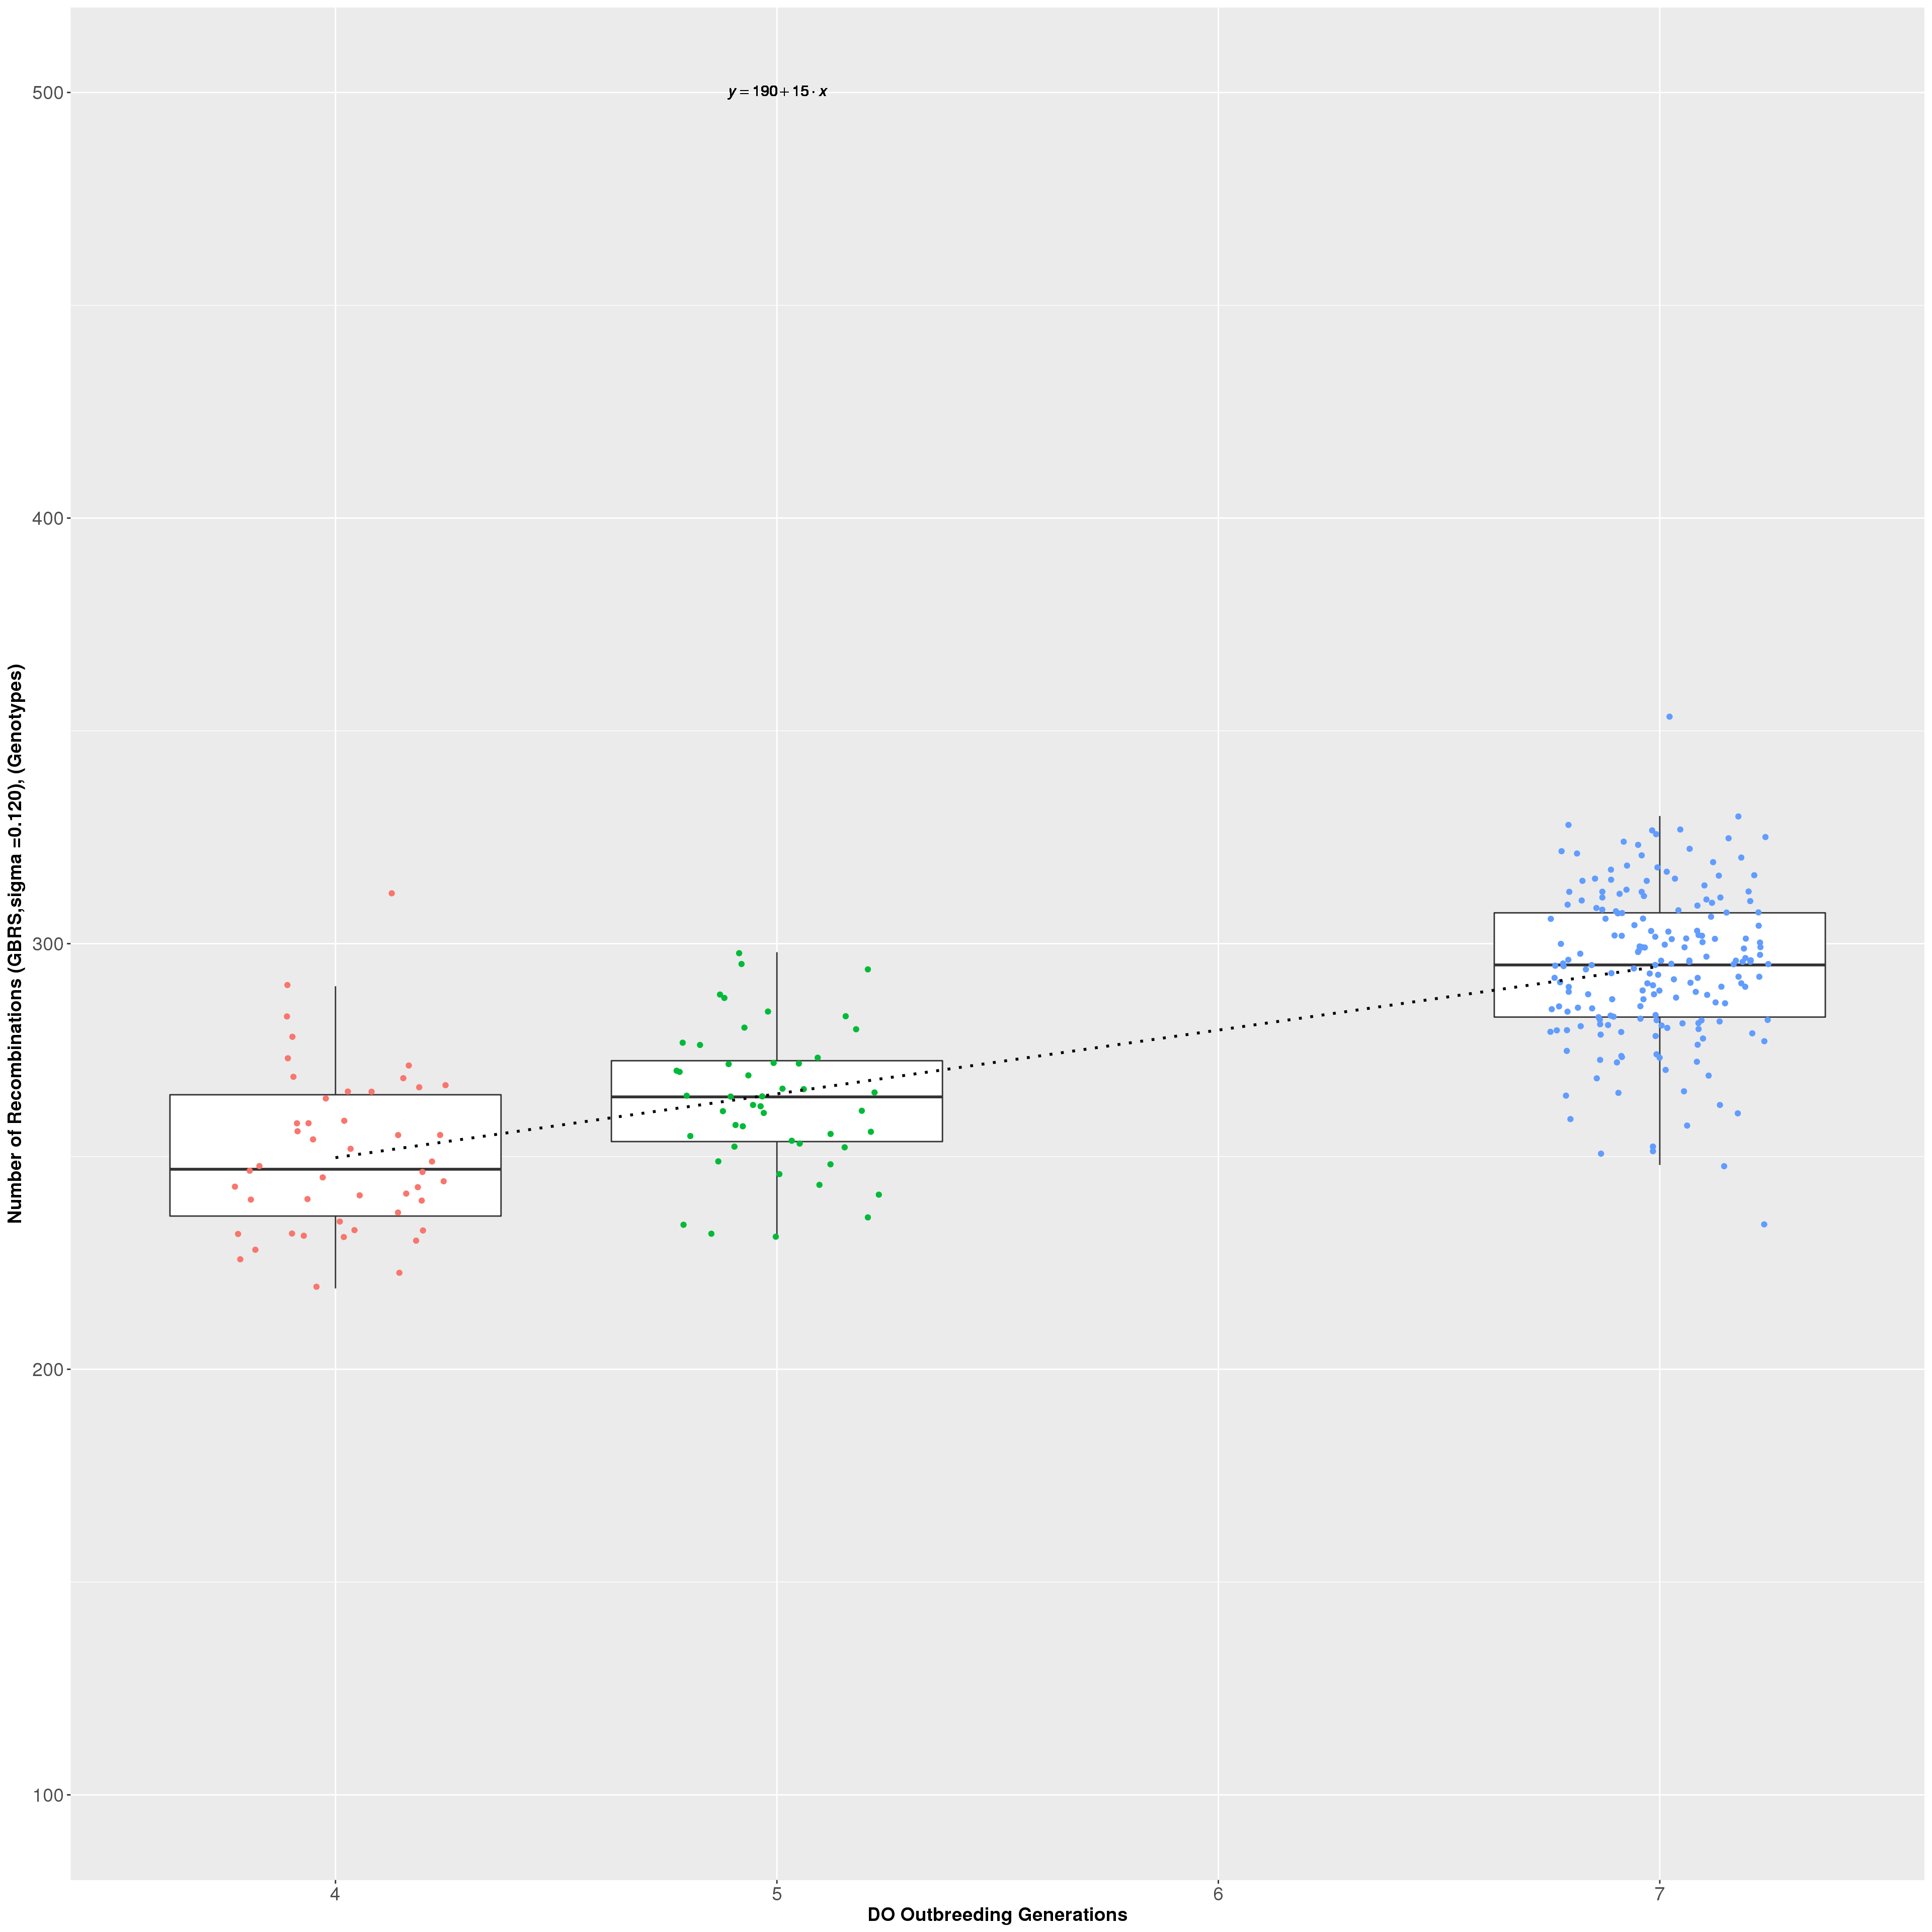 y = 190 + 15 · x
500
400
300
200
100
Number of Recombinations (GBRS,sigma =0.120), (Genotypes)
4 5 6 7
DO Outbreeding Generations